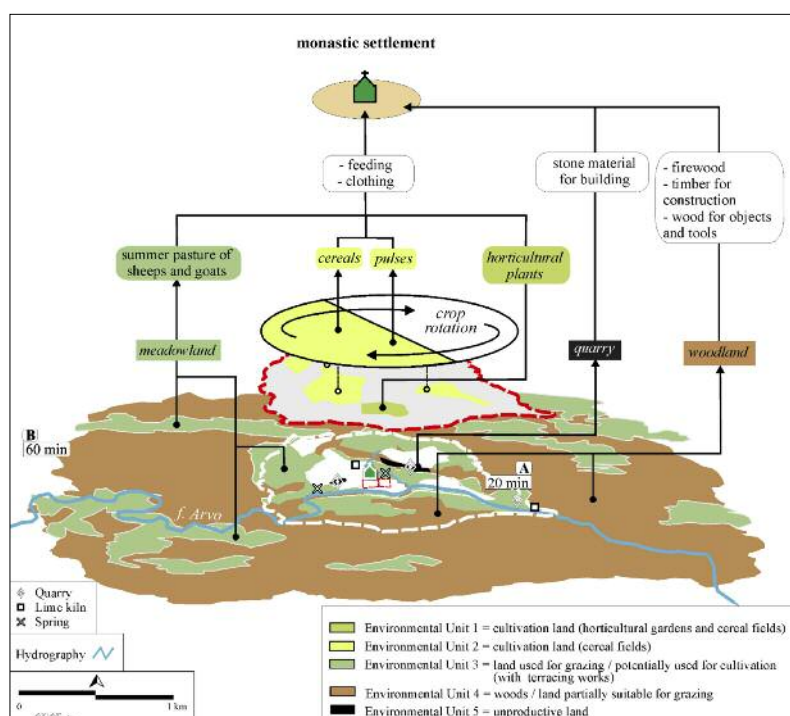 monastic settlement
- feeding
- clothing
stone material
for building
- firewood
- timber for
construction
- wood for objects
and tools
summer pasture of
sheeps and goats
cereals
pulses
horticultural
plants
crop
rotation
meadowland
quarry
woodland
B
60 min
A
20 min
f. Arvo
Quarry
Lime kiln
Spring
Hydrography
0
1 km
Environmental Unit 1 = cultivation land (horticultural gardens and cereal fields)
Environmental Unit 2 = cultivation land (cereal fields)
Environmental Unit 3 = land used for grazing / potentially used for cultivation
(with terracing works)
Environmental Unit 4 = woods / land partially suitable for grazing
Environmental Unit 5 = unproductive land